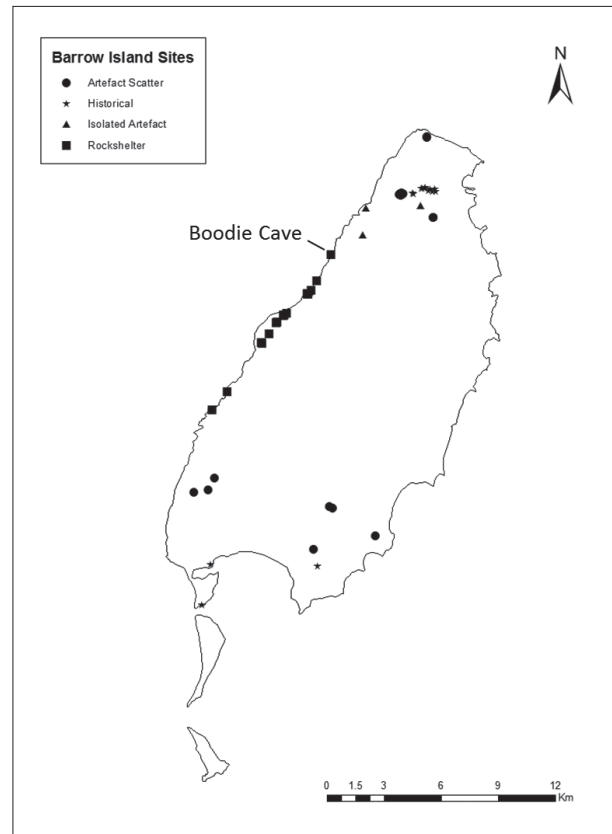 Barrow Island Sites
Artefact Scatter
Historical
Isolated Artefact
Rockshelter
N
Boodie Cave
0 1.5 3 6 9 12
Km